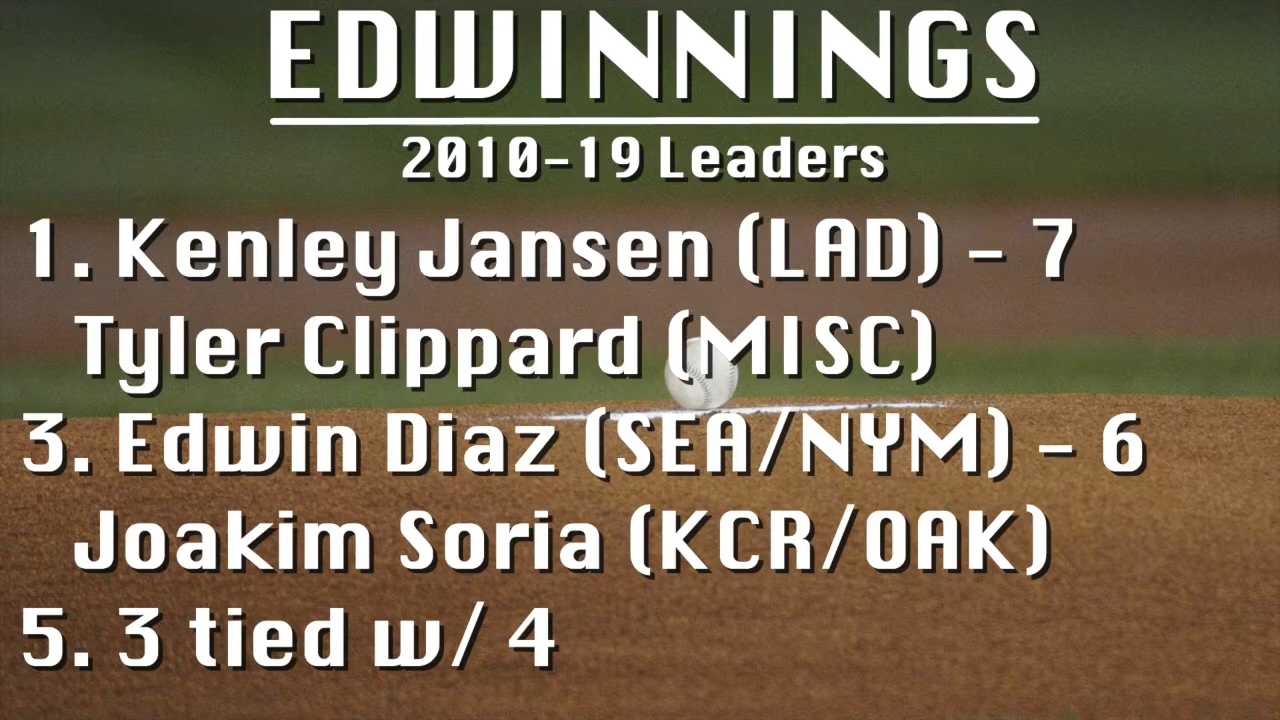 EDWINNINGS
2010-19 Leaders
1. Kenley Jansen (LAD) - 7
Tyler Clippard (MISC)
3. Edwin Diaz (SEA/NYM) - 6
Joakim Soria (KCR/OAK)
5. 3 tied w/ 4